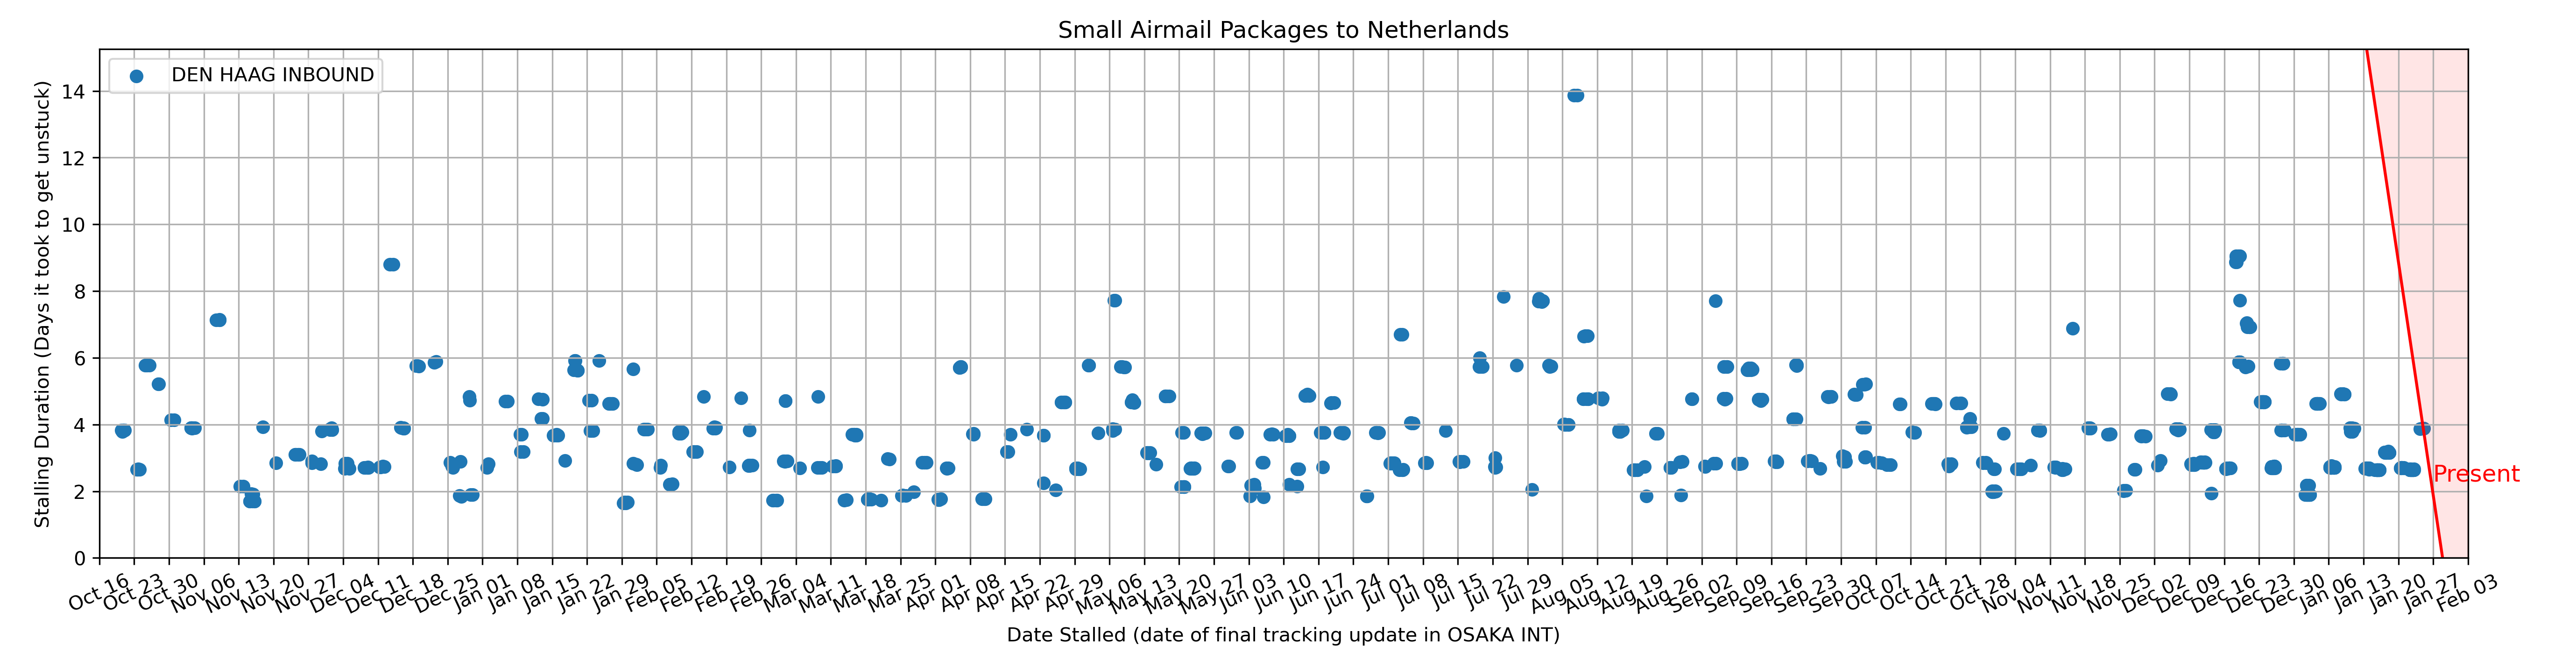 Small Airmail Packages to Netherlands
DEN HAAG INBOUND
Stalling Duration (Days it took to get unstuck)
14
12
10
8
6
4
2
0
Present
Oct 16 Oct 23 Oct 30 Nov 06 Nov 13 Nov 20 Nov 27 Dec 04 Dec 11 Dec 18 Dec 25 Jan 01 Jan 08 Jan 15 Jan 22 Jan 29 Feb 05 Feb 12 Feb 19 Feb 26 Mar 04 Mar 11 Mar 18 Mar 25 Apr 01 Apr 08 Apr 15 Apr 22 Apr 29 May 06 May 13 May 20 May 27 Jun 03 Jun 10 Jun 17 Jun 24 Jul 01 Jul 08 Jul 15 Jul 22 Jul 29 Aug 05 Aug 12 Aug 19 Aug 26 Sep 02 Sep 09 Sep 16 Sep 23 Sep 30 Oct 07 Oct 14 Oct 21 Oct 28 Nov 04 Nov 11 Nov 18 Nov 25 Dec 02 Dec 09 Dec 16 Dec 23 Dec 30 Jan 06 Jan 13 Jan 20 Jan 27 Feb 03
Date Stalled (date of final tracking update in OSAKA INT)